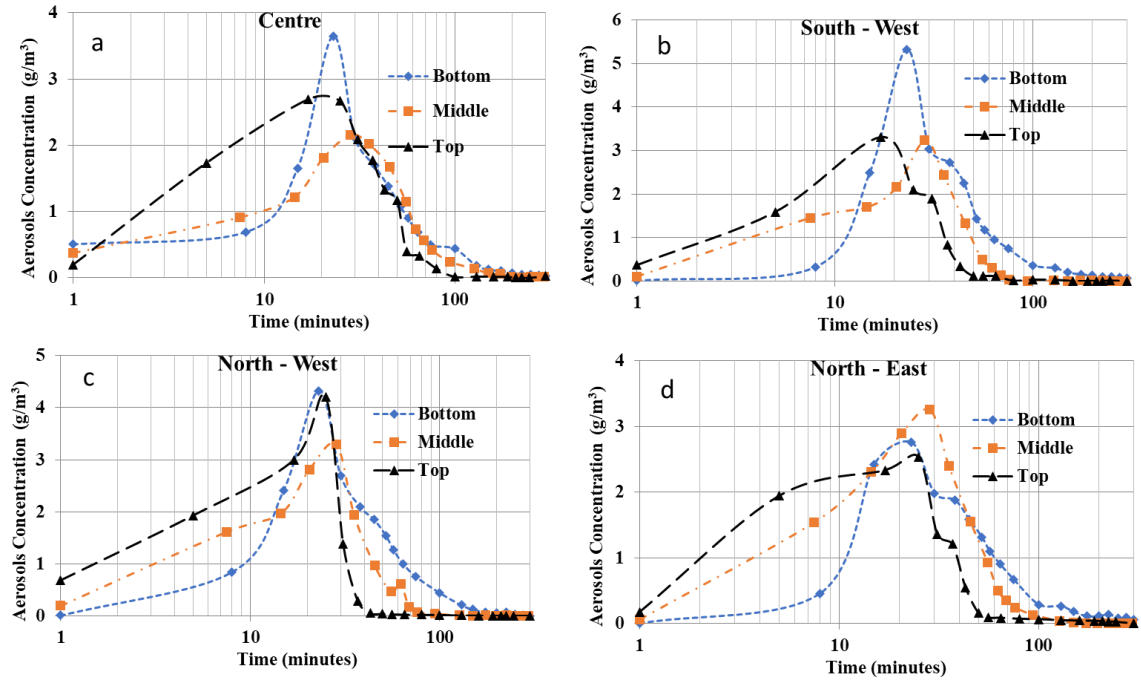 a
Centre
4
3
2
1
0
1
10
100
Aerosols Concentration (g/m³)
Time (minutes)
Bottom
Middle
Top
b
South - West
6
5
4
3
2
1
0
1
10
100
Aerosols Concentration (g/m³)
Time (minutes)
Bottom
Middle
Top
c
North - West
5
4
3
2
1
0
1
10
100
Aerosols Concentration (g/m³)
Time (minutes)
Bottom
Middle
Top
d
North - East
4
3
2
1
0
1
10
100
Aerosols Concentration (g/m³)
Time (minutes)
Bottom
Middle
Top